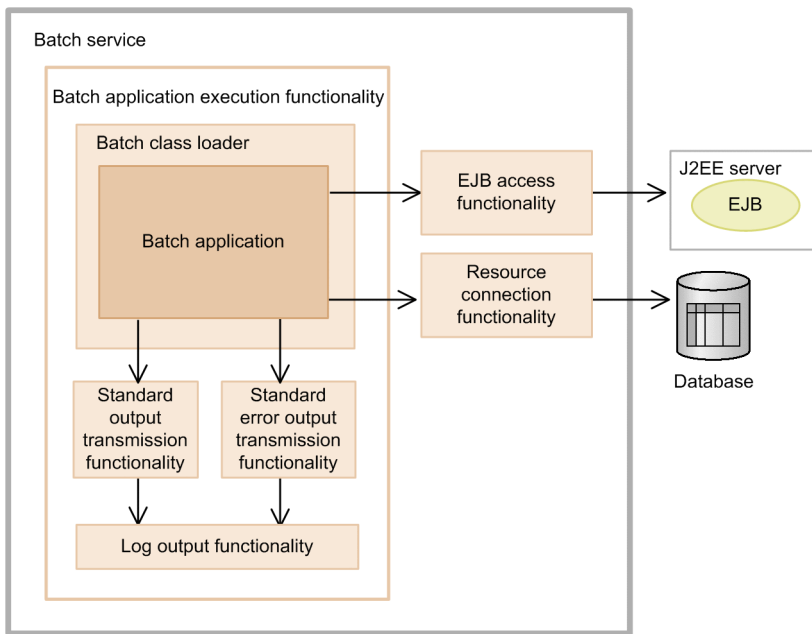 Batch service
Batch application execution functionality
Batch class loader
Batch application
EJB access
functionality
J2EE server
EJB
Resource
connection
functionality
Database
Standard
output
transmission
functionality
Standard
error output
transmission
functionality
Log output functionality